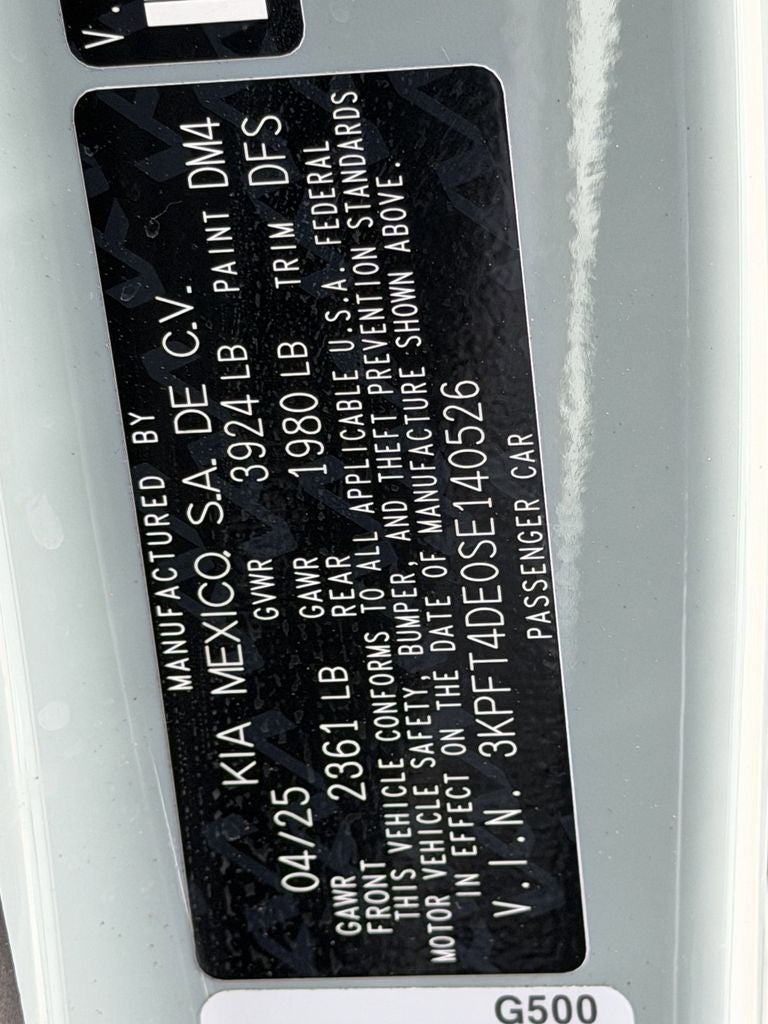 V.
MANUFACTURED BY
KIA MEXICO, S.A. DE C.V.
04/25 GVWR 3924 LB PAINT DM4
GAWR FRONT 2361 LB GAWR REAR 1980 LB TRIM DFS
THIS VEHICLE CONFORMS TO ALL APPLICABLE U.S.A. FEDERAL
MOTOR VEHICLE SAFETY, BUMPER, AND THEFT PREVENTION STANDARDS
IN EFFECT ON THE DATE OF MANUFACTURE SHOWN ABOVE.
V.I.N. 3KPFT4DE0SE140526
PASSENGER CAR
G500